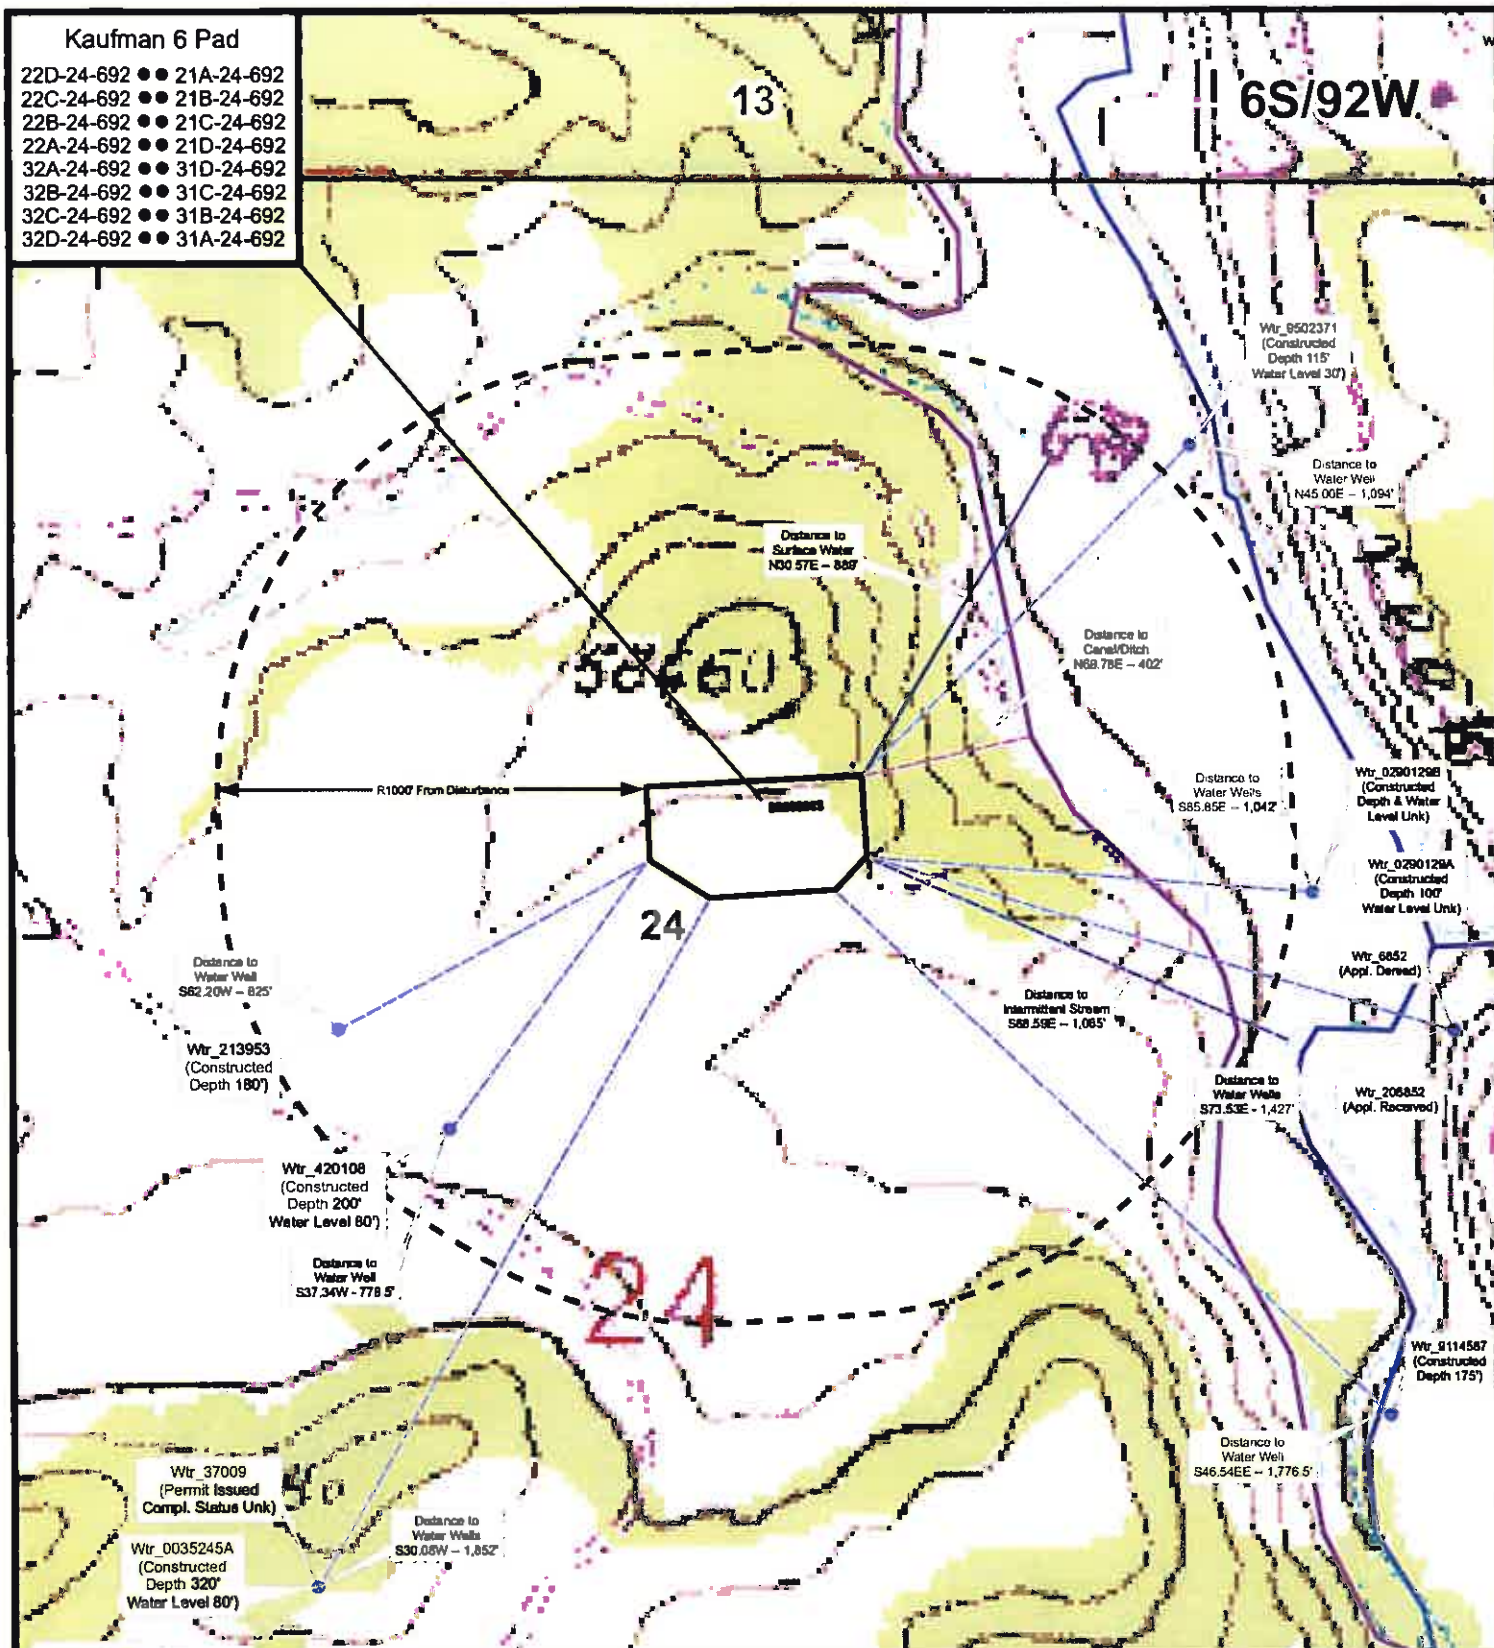 Kaufman 6 Pad
22D-24-692 ●● 21A-24-692
22C-24-692 ●● 21B-24-692
22B-24-692 ●● 21C-24-692
22A-24-692 ●● 21D-24-692
32A-24-692 ●● 31D-24-692
32B-24-692 ●● 31C-24-692
32C-24-692 ●● 31B-24-692
32D-24-692 ●● 31A-24-692
13
6S/92W
Wtr_9502371
(Constructed
Depth 115'
Water Level 30')
Distance to
Water Well
N45.00E – 1,094'
Distance to
Surface Water
N30.57E – 889'
Distance to
Canal/Ditch
N69.78E – 402'
R1000' From Disturbance
Distance to
Water Wells
S85.85E – 1,042'
Wtr_0290129B
(Constructed
Depth & Water
Level Unk)
Wtr_0290129A
(Constructed
Depth 100'
Water Level Unk)
24
Distance to
Water Well
S62.20W – 825'
Wtr_6852
(Appl. Denied)
Distance to
Intermittent Stream
S68.59E – 1,085'
Wtr_213953
(Constructed
Depth 180')
Distance to
Water Wells
S73.53E - 1,427'
Wtr_206852
(Appl. Received)
Wtr_420108
(Constructed
Depth 200'
Water Level 80')
Distance to
Water Well
S37.34W - 778.5'
24
Wtr_9114587
(Constructed
Depth 175')
Distance to
Water Well
S46.54EE – 1,776.5'
Wtr_37009
(Permit Issued
Compl. Status Unk)
Distance to
Water Wells
S30.08W – 1,852'
Wtr_0035245A
(Constructed
Depth 320'
Water Level 80')